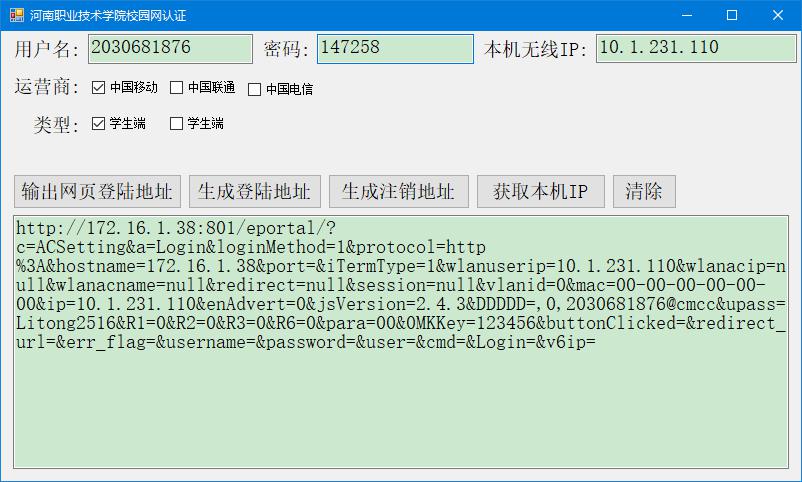 河南职业技术学院校园网认证
用户名: 2030681876 密码: 147258 本机无线IP: 10.1.231.110
运营商: 中国移动 中国联通 中国电信
类型: 学生端 学生端
输出网页登陆地址 生成登陆地址 生成注销地址 获取本机IP 清除
http://172.16.1.38:801/eportal/?
c=ACSetting&a=Login&loginMethod=1&protocol=http
%3A&hostname=172.16.1.38&port=&iTermType=1&wlanuserip=10.1.231.110&wlanacip=n
ull&wlanacname=null&redirect=null&session=null&vlanid=0&mac=00-00-00-00-00-
00&ip=10.1.231.110&enAdvert=0&jsVersion=2.4.3&DDDDD=,0,2030681876@cmcc&upass=
Litong2516&R1=0&R2=0&R3=0&R6=0&para=00&0MKKey=123456&buttonClicked=&redirect_
url=&err_flag=&username=&password=&user=&cmd=&Login=&v6ip=